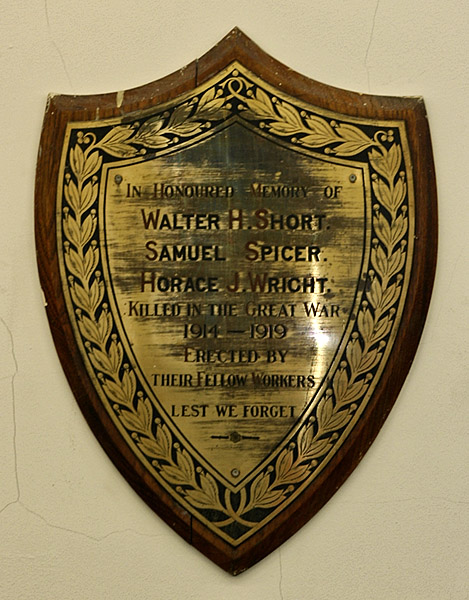 In Honoured Memory of
Walter H. Short.
Samuel Spicer.
Horace J. Wright.
Killed in the Great War
1914 — 1919
Erected by
their Fellow Workers
Lest we forget